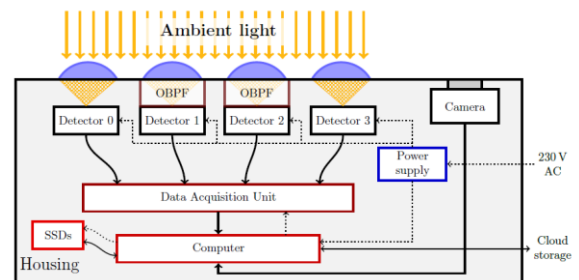 Ambient light
OBPF
OBPF
Camera
Detector 0
Detector 1
Detector 2
Detector 3
Power
supply
230 V
AC
Data Acquisition Unit
SSDs
Computer
Cloud
storage
Housing